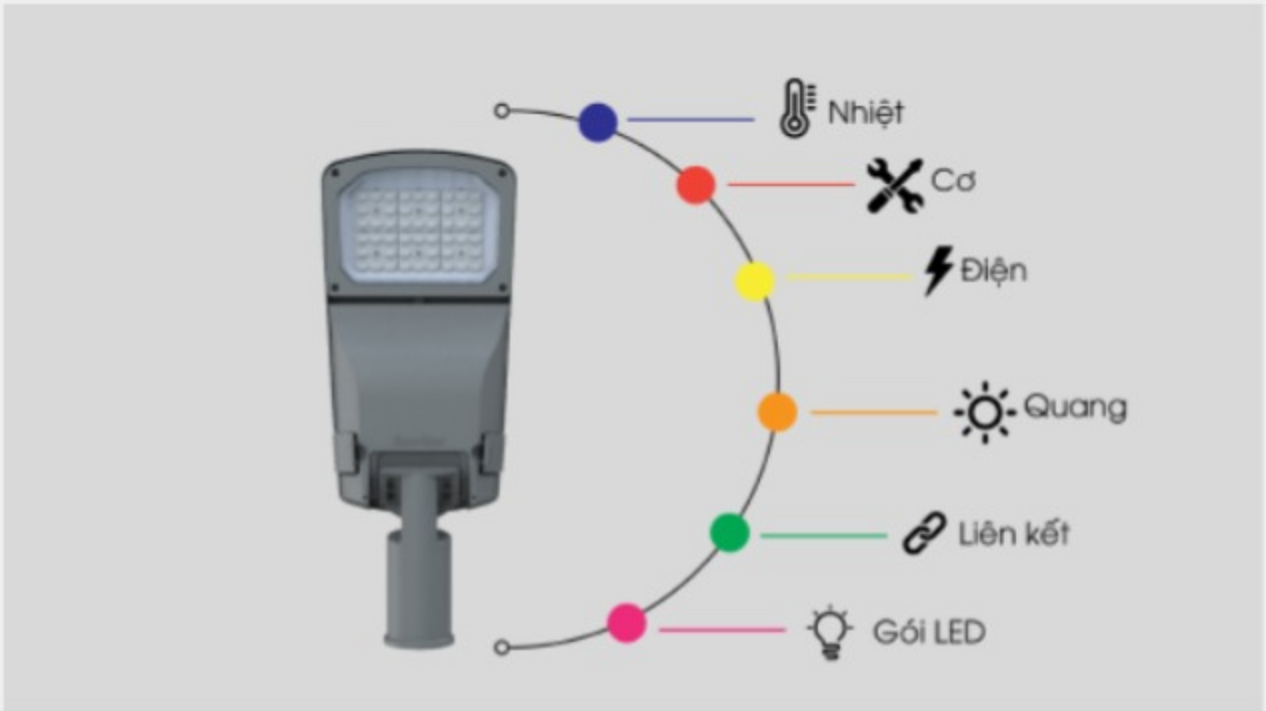 Nhiệt
Cơ
Điện
Quang
Liên kết
Gói LED